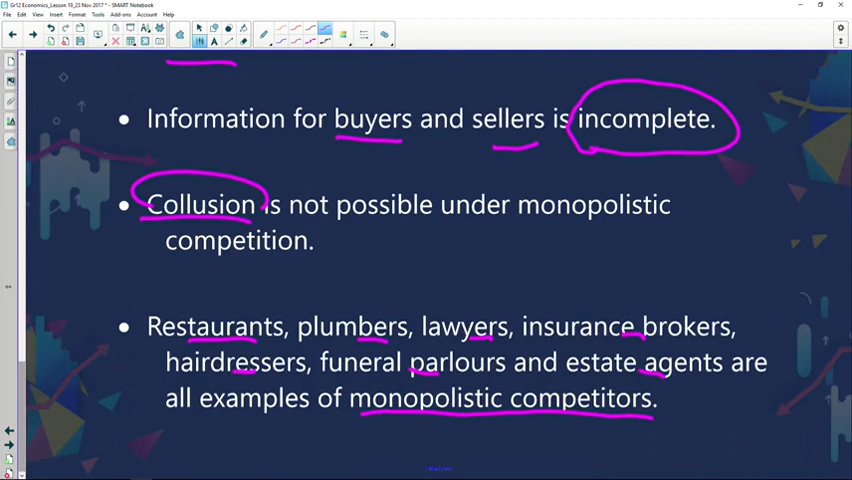 Gr12 Economics_Lesson 19_23 Nov 2017 * - SMART Notebook
File Edit View Insert Format Tools Add-ons Account Help
• Information for buyers and sellers is incomplete.
• Collusion is not possible under monopolistic
competition.
• Restaurants, plumbers, lawyers, insurance brokers,
hairdressers, funeral parlours and estate agents are
all examples of monopolistic competitors.